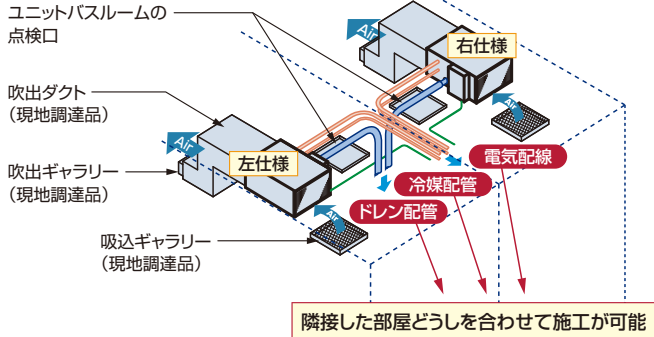 ユニットバスルームの
点検口
Air
右仕様
吹出ダクト
(現地調達品)
Air
Air
左仕様
電気配線
吹出ギャラリー
(現地調達品)
冷媒配管
ドレン配管
Air
吸込ギャラリー
(現地調達品)
隣接した部屋どうしを合わせて施工が可能